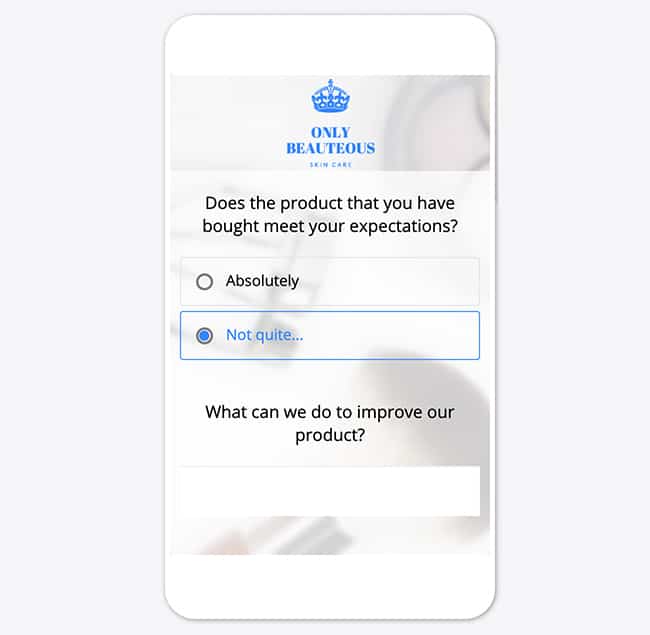 ONLY
BEAUTEOUS
SKIN CARE
Does the product that you have
bought meet your expectations?
Absolutely
Not quite...
What can we do to improve our
product?